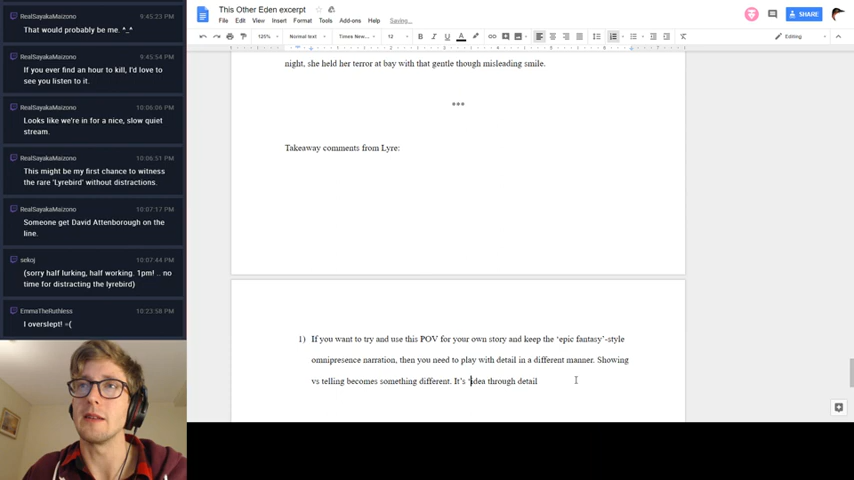 RealSayakaMaizono 9:45:23 PM
That would probably be me. ^_^
RealSayakaMaizono 9:45:54 PM
If you ever find an hour to kill, I'd love to
see you listen to it.
RealSayakaMaizono 10:06:06 PM
Looks like we're in for a nice, slow quiet
stream.
RealSayakaMaizono 10:06:51 PM
This might be my first chance to witness
the rare 'Lyrebird' without distractions.
RealSayakaMaizono 10:07:17 PM
Someone get David Attenborough on the
line.
sekoj 10:07:44 PM
(sorry half lurking, half working. 1pm! .. no
time for distracting the lyrebird)
EmmaTheRuthless 10:23:58 PM
I overslept! =(
This Other Eden excerpt
File Edit View Insert Format Tools Add-ons Help Saving...
SHARE
125% Normal text Times New... 12 B I U A Editing
night, she held her terror at bay with that gentle though misleading smile.
***
Takeaway comments from Lyre:
1) If you want to try and use this POV for your own story and keep the 'epic fantasy'-style
omnipresence narration, then you need to play with detail in a different manner. Showing
vs telling becomes something different. It's 'idea through detail